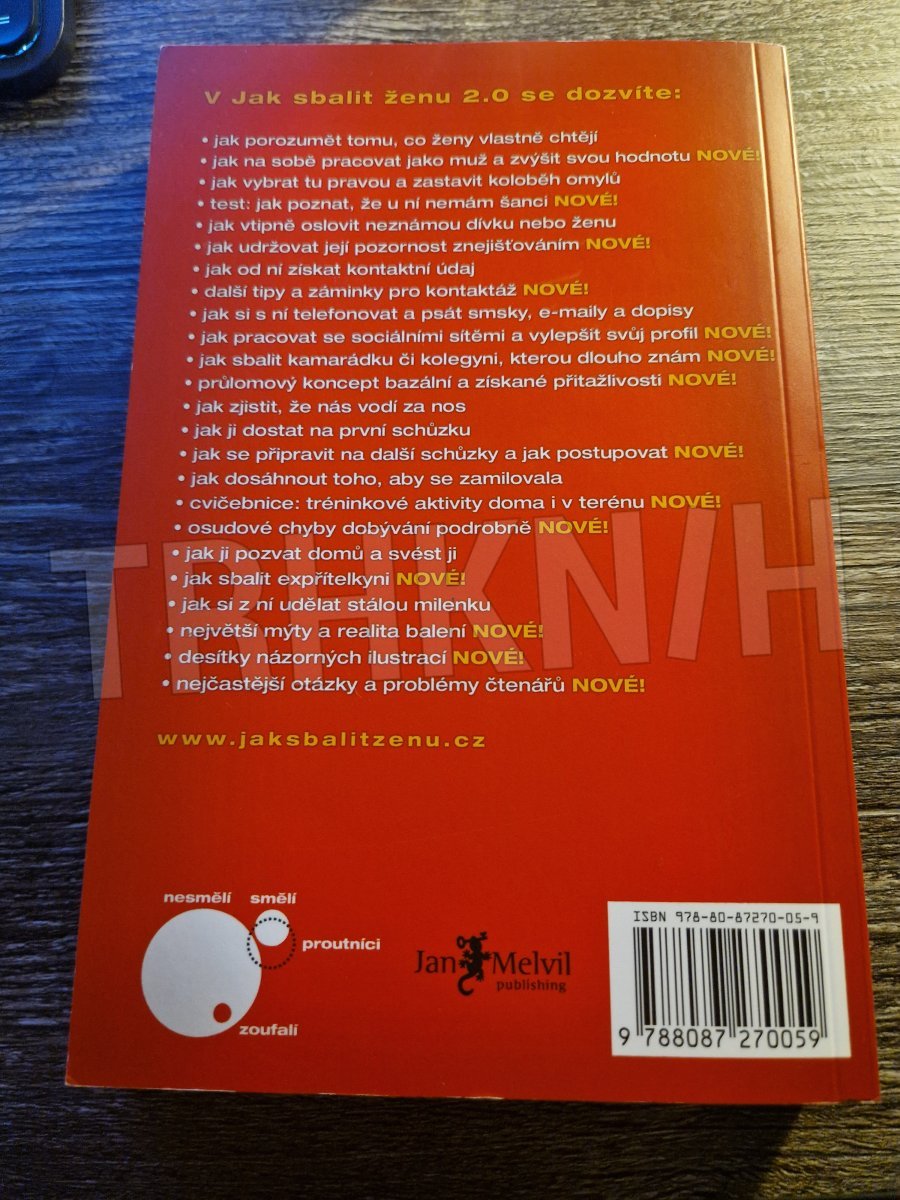 V Jak sbalit ženu 2.0 se dozvíte:
• jak porozumět tomu, co ženy vlastně chtějí
• jak na sobě pracovat jako muž a zvýšit svou hodnotu NOVÉ!
• jak vybrat tu pravou a zastavit koloběh omylů
• test: jak poznat, že u ní nemám šanci NOVÉ!
• jak vtipně oslovit neznámou dívku nebo ženu
• jak udržovat její pozornost znejišťováním NOVÉ!
• jak od ní získat kontaktní údaj
• další tipy a záminky pro kontaktáž NOVÉ!
• jak si s ní telefonovat a psát smsky, e-maily a dopisy
• jak pracovat se sociálními sítěmi a vylepšit svůj profil NOVÉ!
• jak sbalit kamarádku či kolegyni, kterou dlouho znám NOVÉ!
• průlomový koncept bazální a získané přitažlivosti NOVÉ!
• jak zjistit, že nás vodí za nos
• jak ji dostat na první schůzku
• jak se připravit na další schůzky a jak postupovat NOVÉ!
• jak dosáhnout toho, aby se zamilovala
• cvičebnice: tréninkové aktivity doma i v terénu NOVÉ!
• osudové chyby dobývání podrobně NOVÉ!
• jak ji pozvat domů a svést ji
• jak sbalit expřítelkyni NOVÉ!
• jak si z ní udělat stálou milenku
• největší mýty a realita balení NOVÉ!
• desítky názorných ilustrací NOVÉ!
• nejčastější otázky a problémy čtenářů NOVÉ!
TRHKNIH
www.jaksbalitzenu.cz
nesmělí smělí
proutníci
zoufalí
Jan Melvil
publishing
ISBN 978-80-87270-05-9
9 788087 270059